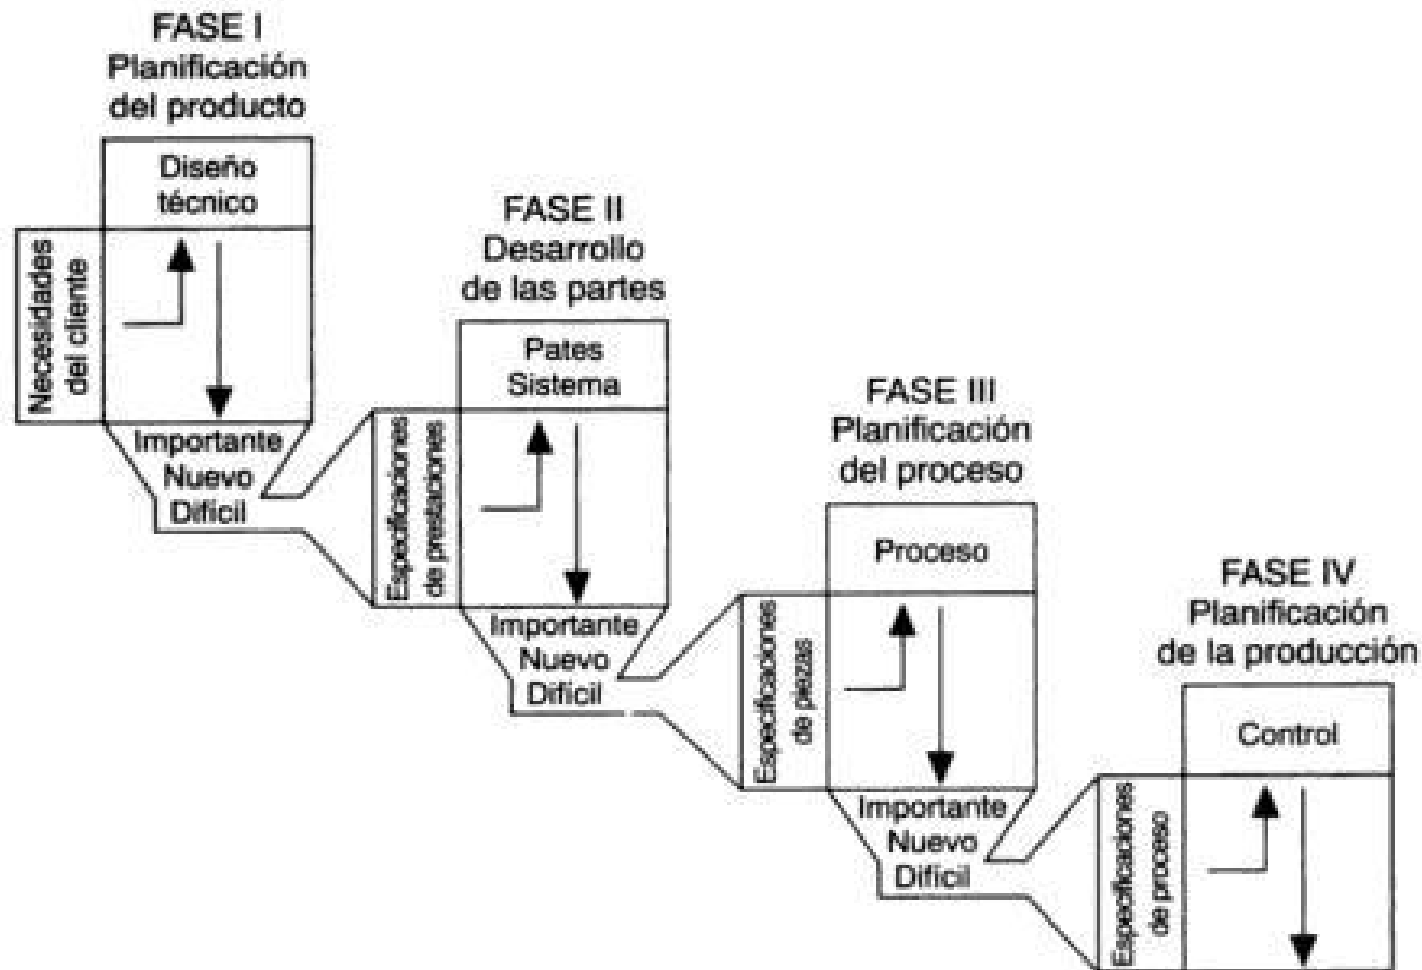 FASE I
Planificación
del producto
Diseño
técnico
Necesidades
del cliente
Importante
Nuevo
Difícil
FASE II
Desarrollo
de las partes
Pates
Sistema
Especificaciones
de prestaciones
Importante
Nuevo
Difícil
FASE III
Planificación
del proceso
Proceso
Especificaciones
de piezas
Importante
Nuevo
Difícil
FASE IV
Planificación
de la producción
Control
Especificaciones
de proceso